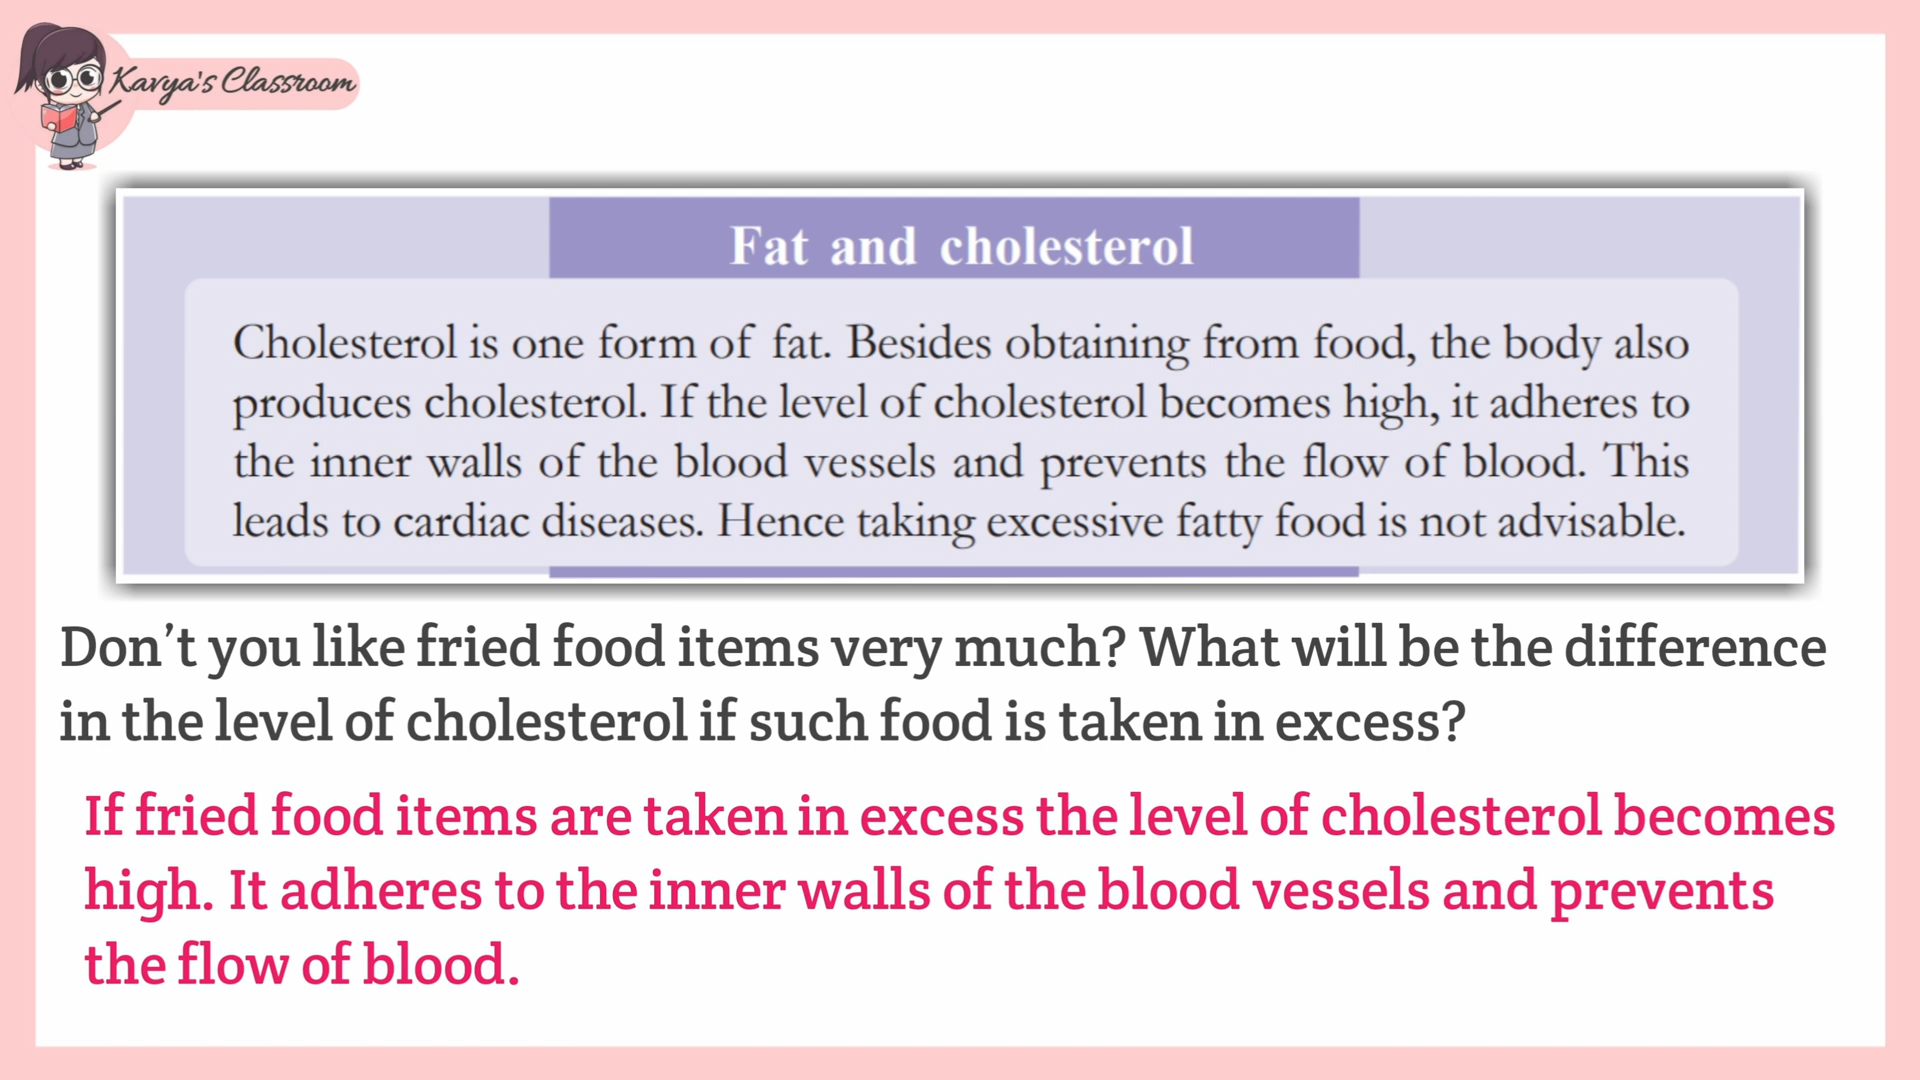 Kavya's Classroom
Fat and cholesterol
Cholesterol is one form of fat. Besides obtaining from food, the body also
produces cholesterol. If the level of cholesterol becomes high, it adheres to
the inner walls of the blood vessels and prevents the flow of blood. This
leads to cardiac diseases. Hence taking excessive fatty food is not advisable.
Don't you like fried food items very much? What will be the difference
in the level of cholesterol if such food is taken in excess?
If fried food items are taken in excess the level of cholesterol becomes
high. It adheres to the inner walls of the blood vessels and prevents
the flow of blood.